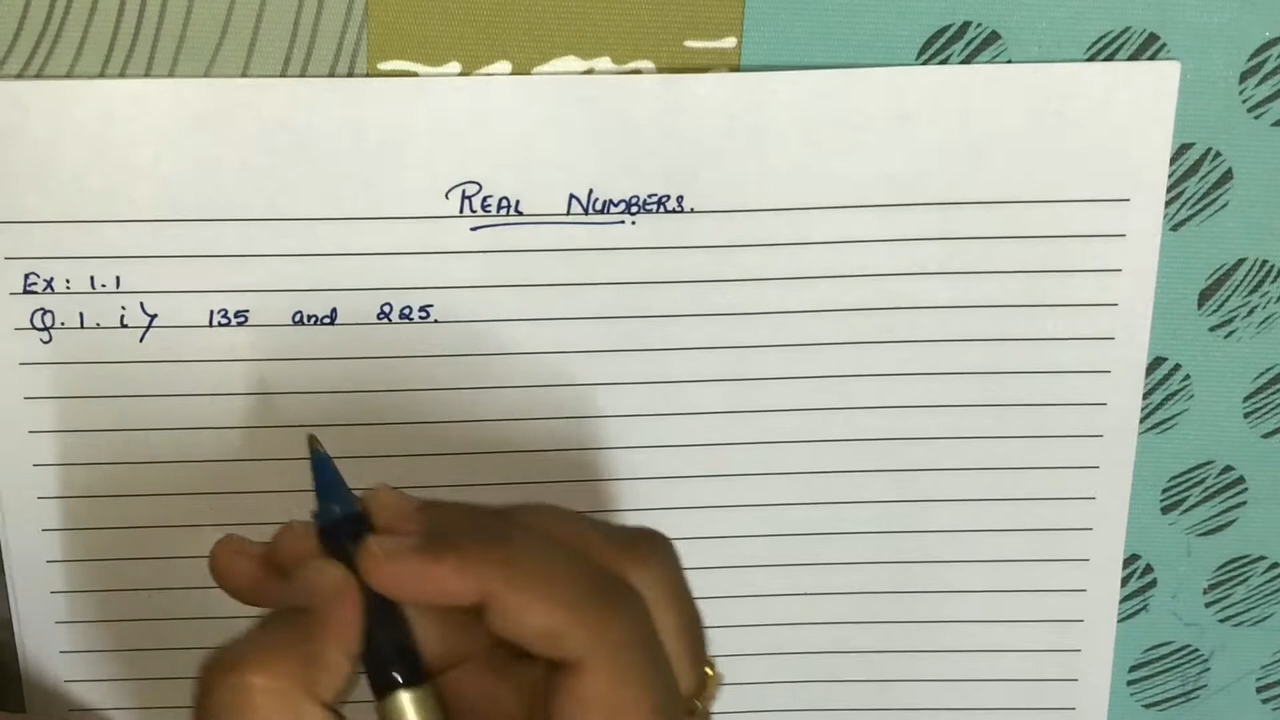 REAL NUMBERS.
Ex: 1.1
Q.1. i) 135 and 225.